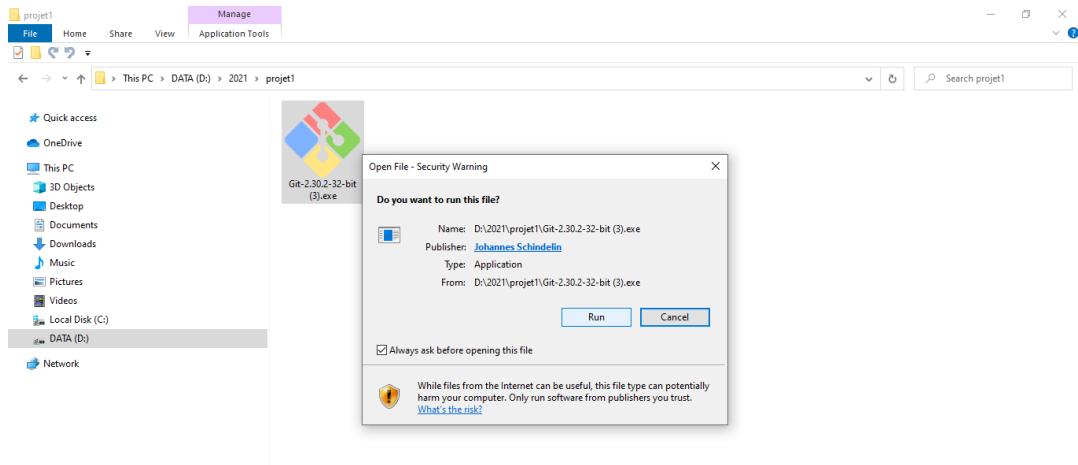 projet1
Manage
File
Home
Share
View
Application Tools
This PC
DATA (D:)
2021
projet1
Search projet1
Quick access
OneDrive
This PC
3D Objects
Desktop
Documents
Downloads
Music
Pictures
Videos
Local Disk (C:)
DATA (D:)
Network
Git-2.30.2-32-bit
(3).exe
Open File - Security Warning
Do you want to run this file?
Name: D:\2021\projet1\Git-2.30.2-32-bit (3).exe
Publisher: Johannes Schindelin
Type: Application
From: D:\2021\projet1\Git-2.30.2-32-bit (3).exe
Run
Cancel
Always ask before opening this file
While files from the Internet can be useful, this file type can potentially
harm your computer. Only run software from publishers you trust.
What's the risk?